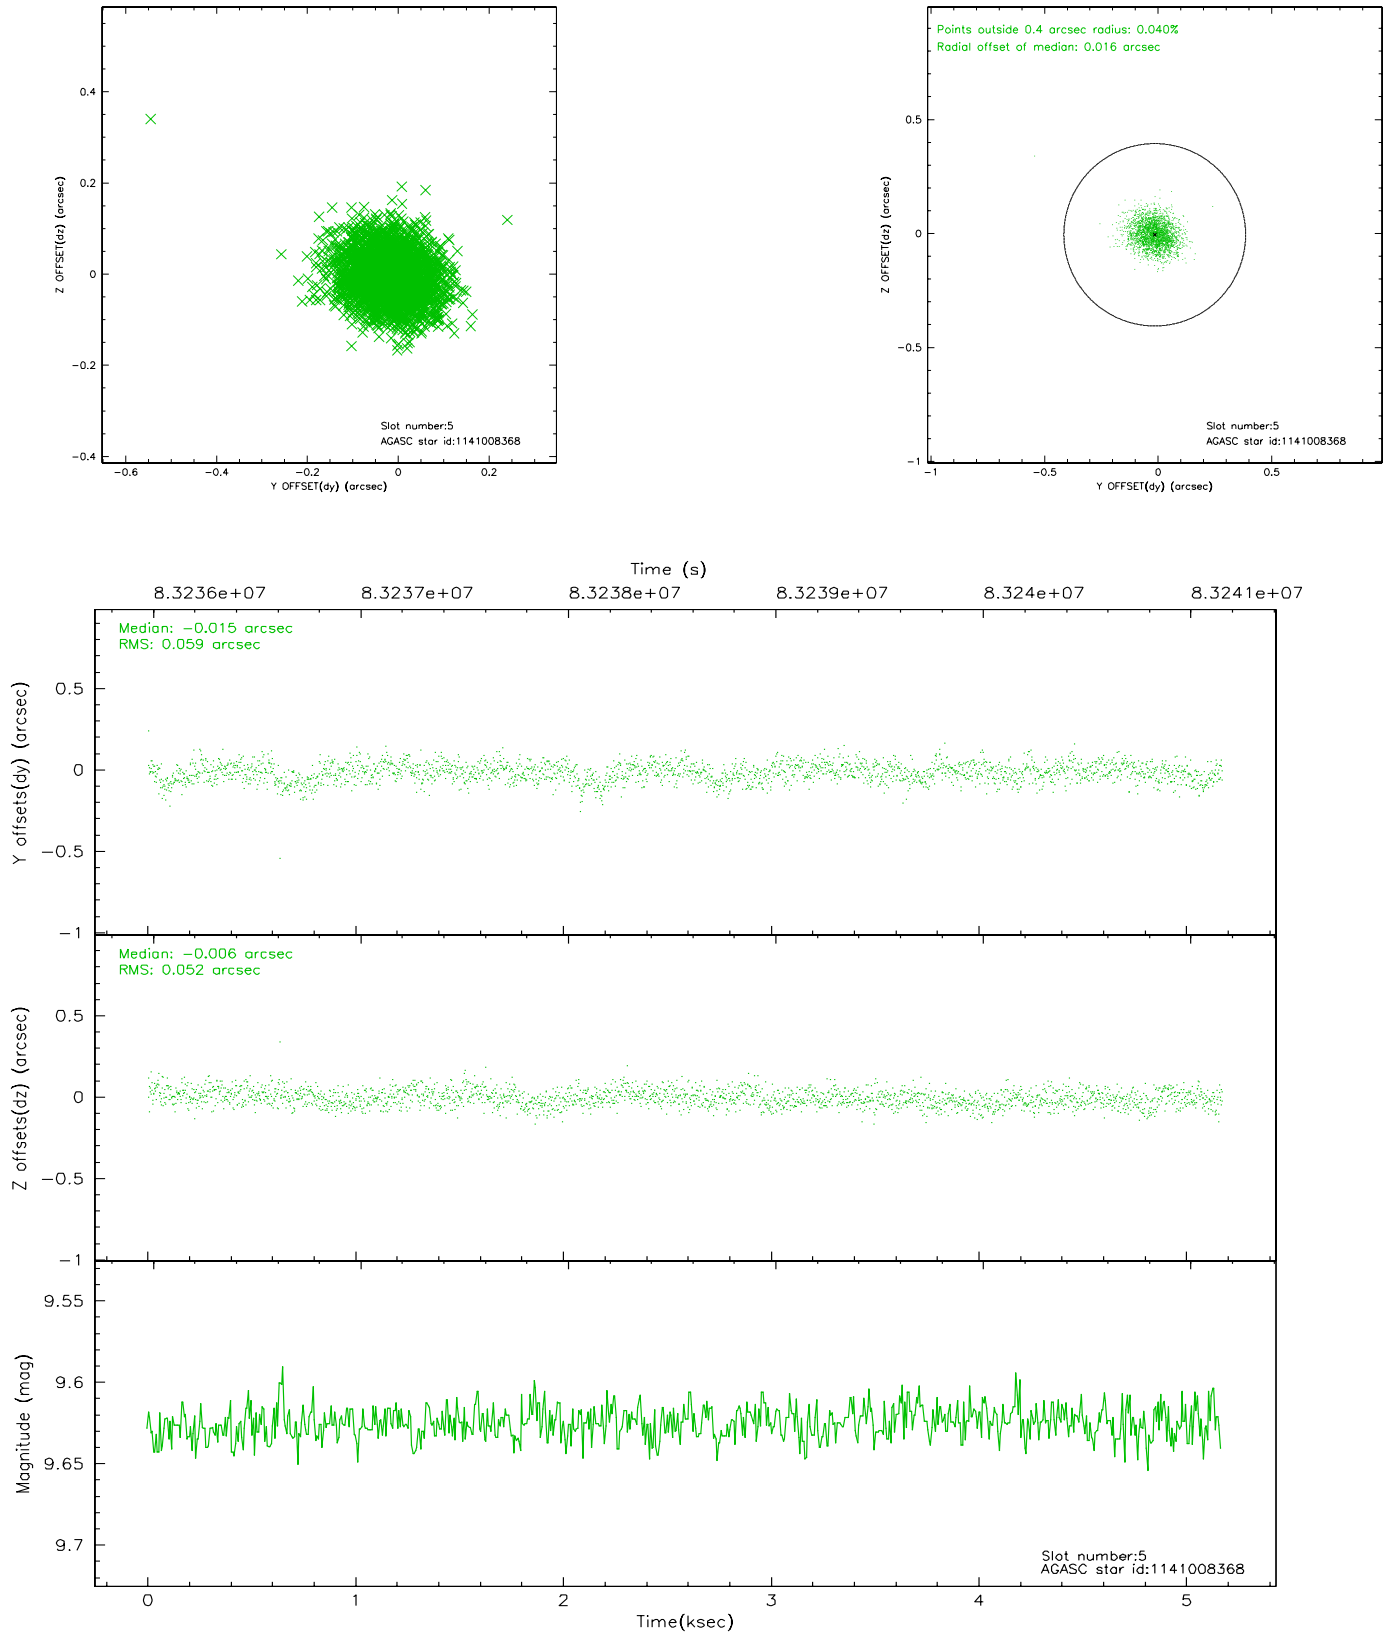 0.4
0.2
0
−0.2
−0.4
Z OFFSET(dz) (arcsec)
Slot number:5
AGASC star id:1141008368
−0.6 −0.4 −0.2 0 0.2
Y OFFSET(dy) (arcsec)
Points outside 0.4 arcsec radius: 0.040%
Radial offset of median: 0.016 arcsec
0.5
0
−0.5
−1
Z OFFSET(dz) (arcsec)
Slot number:5
AGASC star id:1141008368
−1 −0.5 0 0.5
Y OFFSET(dy) (arcsec)
Time (s)
8.3236e+07 8.3237e+07 8.3238e+07 8.3239e+07 8.324e+07 8.3241e+07
Median: −0.015 arcsec
RMS: 0.059 arcsec
0.5
0
−0.5
−1
Y offsets(dy) (arcsec)
Median: −0.006 arcsec
RMS: 0.052 arcsec
0.5
0
−0.5
−1
Z offsets(dz) (arcsec)
9.55
9.6
9.65
9.7
Magnitude (mag)
Slot number:5
AGASC star id:1141008368
0 1 2 3 4 5
Time(ksec)